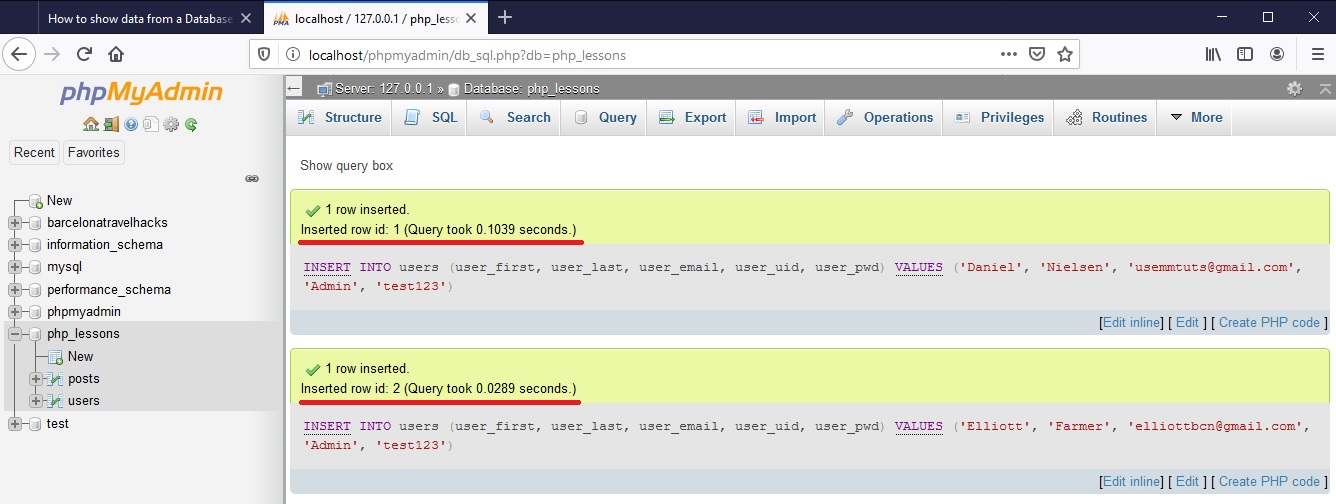 How to show data from a Database
localhost / 127.0.0.1 / php_less
localhost/phpmyadmin/db_sql.php?db=php_lessons
phpMyAdmin
Recent Favorites
New
barcelonatravelhacks
information_schema
mysql
performance_schema
phpmyadmin
php_lessons
New
posts
users
test
Server: 127.0.0.1 » Database: php_lessons
Structure SQL Search Query Export Import Operations Privileges Routines More
Show query box
1 row inserted.
Inserted row id: 1 (Query took 0.1039 seconds.)
INSERT INTO users (user_first, user_last, user_email, user_uid, user_pwd) VALUES ('Daniel', 'Nielsen', 'usemmtuts@gmail.com',
'Admin', 'test123')
[Edit inline] [ Edit ] [ Create PHP code ]
1 row inserted.
Inserted row id: 2 (Query took 0.0289 seconds.)
INSERT INTO users (user_first, user_last, user_email, user_uid, user_pwd) VALUES ('Elliott', 'Farmer', 'elliottbcn@gmail.com',
'Admin', 'test123')
[Edit inline] [ Edit ] [ Create PHP code ]